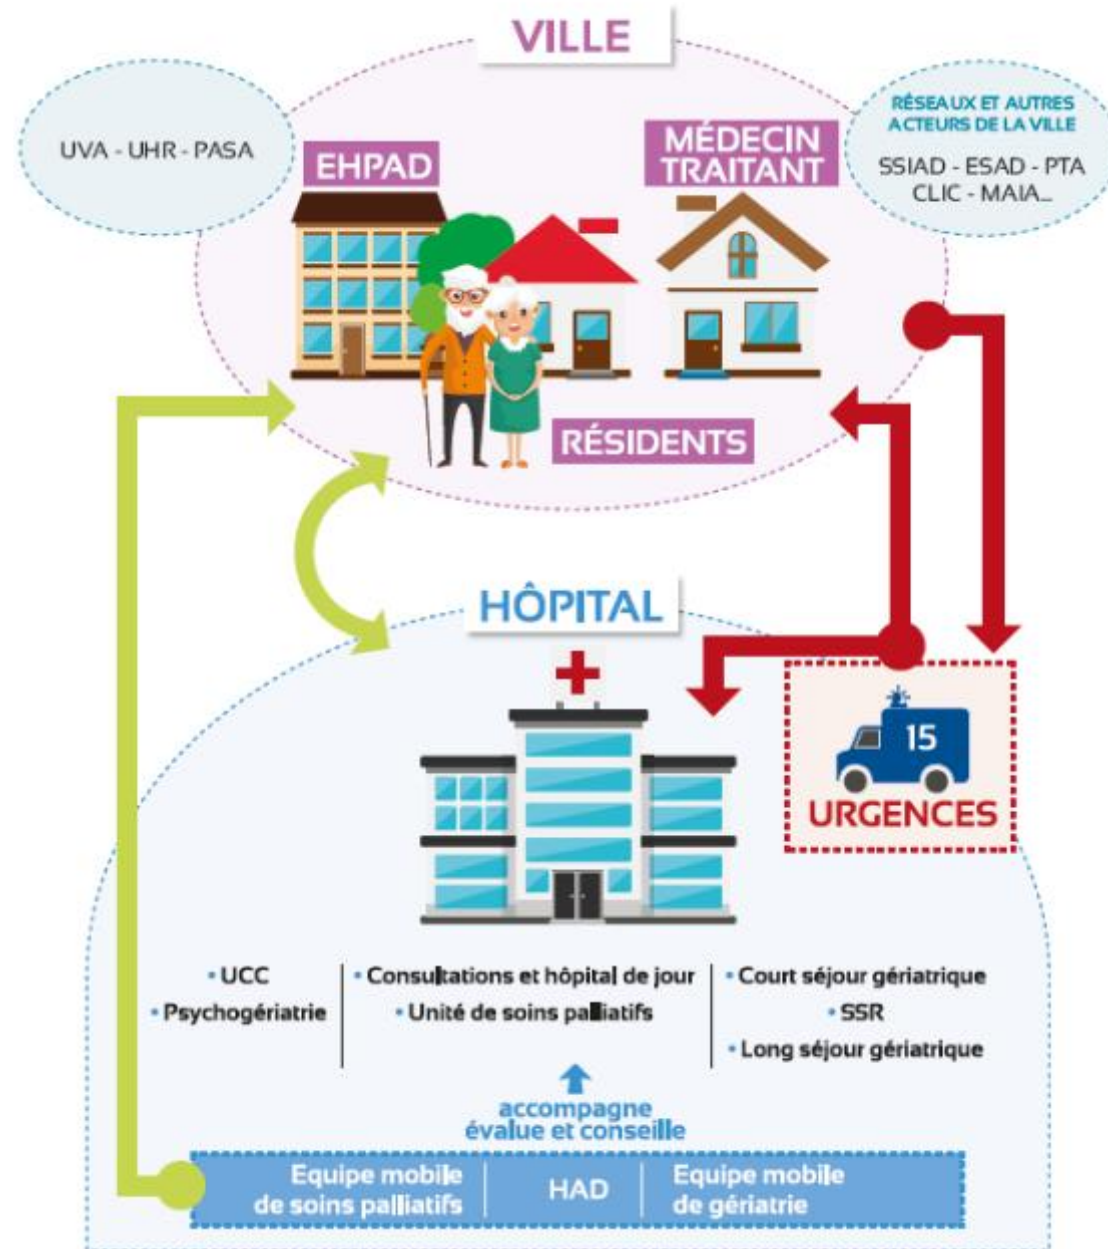 VILLE
UVA - UHR - PASA
EHPAD
MÉDECIN
TRAITANT
RÉSEAUX ET AUTRES
ACTEURS DE LA VILLE
SSIAD - ESAD - PTA
CLIC - MAIA...
RÉSIDENTS
HÔPITAL
15
URGENCES
• UCC
• Psychogériatrie
• Consultations et hôpital de jour
• Unité de soins palliatifs
• Court séjour gériatrique
• SSR
• Long séjour gériatrique
accompagne
évalue et conseille
Equipe mobile
de soins palliatifs
HAD
Equipe mobile
de gériatrie